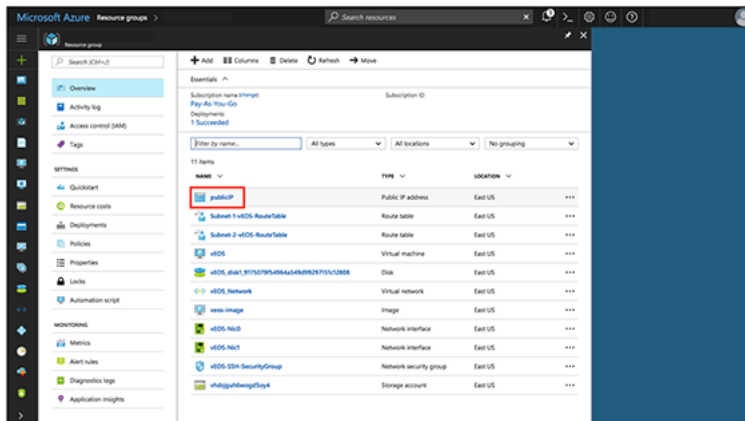 Microsoft Azure Resource groups >
Search resources
Resource group
Search (Ctrl+/)
Overview
Activity log
Access control (IAM)
Tags
SETTINGS
Quickstart
Resource costs
Deployments
Policies
Properties
Locks
Automation script
MONITORING
Metrics
Alert rules
Diagnostics logs
Application insights
Add Columns Delete Refresh Move
Essentials
Subscription name (change) Subscription ID
Pay-As-You-Go
Deployments
1 Succeeded
Filter by name... All types All locations No grouping
11 items
NAME TYPE LOCATION
publicIP Public IP address East US
Subnet-1-vEOS-RouteTable Route table East US
Subnet-2-vEOS-RouteTable Route table East US
vEOS Virtual machine East US
Disk East US
vEOS_Network Virtual network East US
veos-image Image East US
vEOS-Nic0 Network interface East US
vEOS-Nic1 Network interface East US
vEOS-SSH-SecurityGroup Network security group East US
Storage account East US